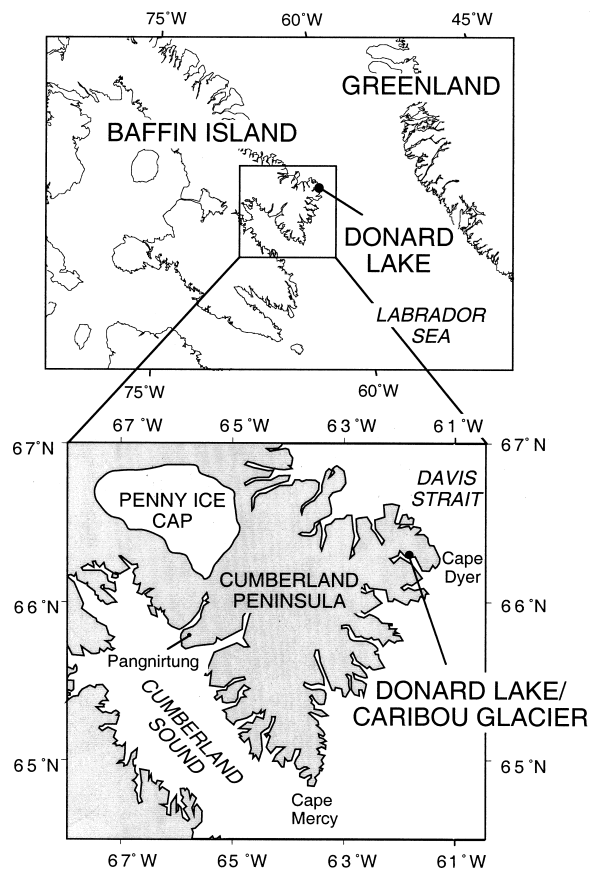 75°W 60°W 45°W
GREENLAND
BAFFIN ISLAND
DONARD
LAKE
LABRADOR
SEA
75°W 60°W
67°W 65°W 63°W 61°W
67°N 67°N
DAVIS
STRAIT
PENNY ICE
CAP
Cape
Dyer
CUMBERLAND
PENINSULA
66°N 66°N
Pangnirtung
DONARD LAKE/
CARIBOU GLACIER
CUMBERLAND
SOUND
65°N 65°N
Cape
Mercy
67°W 65°W 63°W 61°W